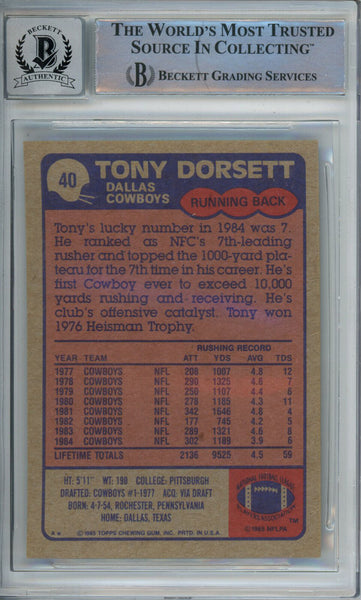 BECKETT
B
AUTHENTIC
THE WORLD'S MOST TRUSTED
SOURCE IN COLLECTING™
B BECKETT GRADING SERVICES
40
TONY DORSETT
DALLAS
COWBOYS
RUNNING BACK
Tony's lucky number in 1984 was 7.
He ranked as NFC's 7th-leading
rusher and topped the 1000-yard pla-
teau for the 7th time in his career. He's
first Cowboy ever to exceed 10,000
yards rushing and receiving. He's
club's offensive catalyst. Tony won
1976 Heisman Trophy.
RUSHING RECORD
YEAR TEAM ATT YDS AVG TDS
1977 COWBOYS NFL 208 1007 4.8 12
1978 COWBOYS NFL 290 1325 4.6 7
1979 COWBOYS NFL 250 1107 4.4 6
1980 COWBOYS NFL 278 1185 4.3 11
1981 COWBOYS NFL 342 1646 4.8 4
1982 COWBOYS NFL 177 745 4.2 5
1983 COWBOYS NFL 289 1321 4.6 8
1984 COWBOYS NFL 302 1189 3.9 6
LIFETIME TOTALS 2136 9525 4.5 59
HT: 5'11" WT: 190 COLLEGE: PITTSBURGH
DRAFTED: COWBOYS #1-1977 ACQ: VIA DRAFT
BORN: 4-7-54, ROCHESTER, PENNSYLVANIA
HOME: DALLAS, TEXAS
NATIONAL FOOTBALL LEAGUE
PLAYERS ASSOCIATION
TM
© 1985 NFLPA
©1985 TOPPS CHEWING GUM, INC. PRTD. IN U.S.A.